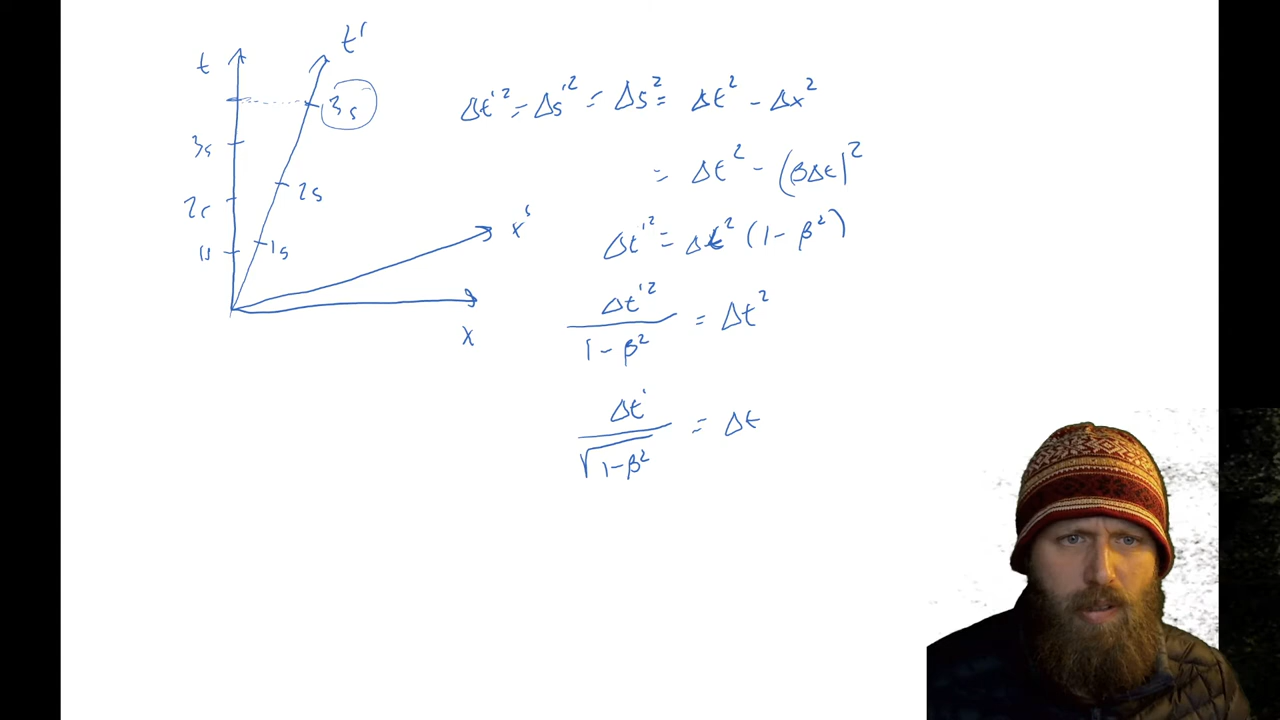 t
t'
3s
3s
2s
2s
1s
1s
x'
x
Δt'² = Δs'² = Δs² = Δt² - Δx²
= Δt² - (βΔt)²
Δt'² = Δt² (1 - β²)
Δt'² / 1 - β² = Δt²
Δt' / √1-β² = Δt